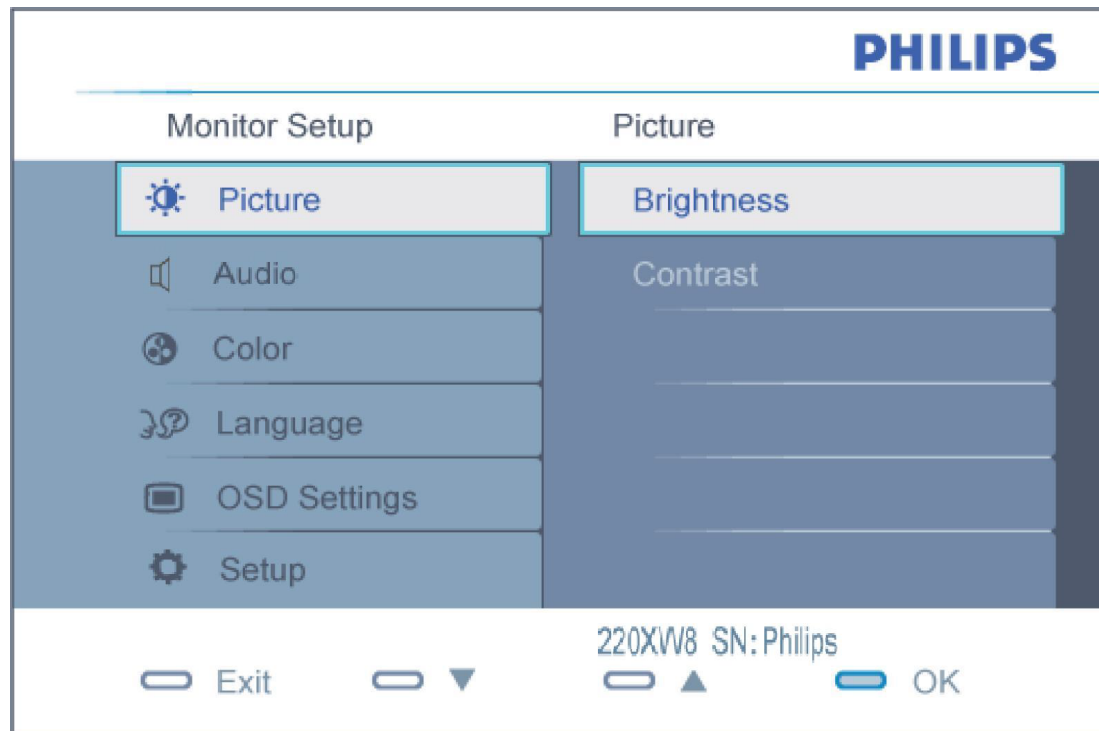 PHILIPS
Monitor Setup Picture
Picture Brightness
Audio Contrast
Color
Language
OSD Settings
Setup
220XW8 SN: Philips
Exit ▼ ▲ OK